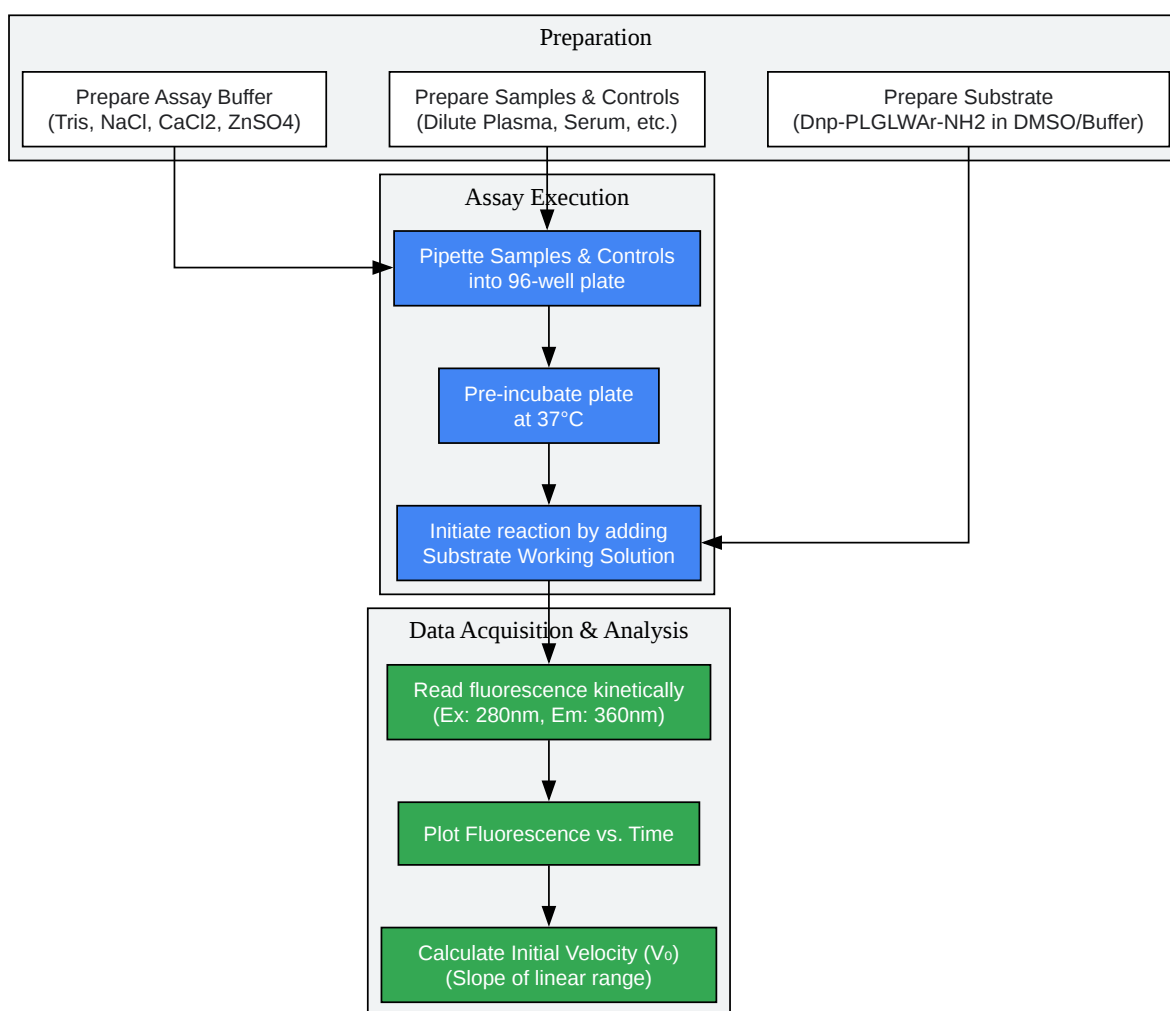 Preparation
Prepare Assay Buffer
(Tris, NaCl, CaCl2, ZnSO4)
Prepare Samples & Controls
(Dilute Plasma, Serum, etc.)
Prepare Substrate
(Dnp-PLGLWAr-NH2 in DMSO/Buffer)
Assay Execution
Pipette Samples & Controls
into 96-well plate
Pre-incubate plate
at 37°C
Initiate reaction by adding
Substrate Working Solution
Data Acquisition & Analysis
Read fluorescence kinetically
(Ex: 280nm, Em: 360nm)
Plot Fluorescence vs. Time
Calculate Initial Velocity (V₀)
(Slope of linear range)